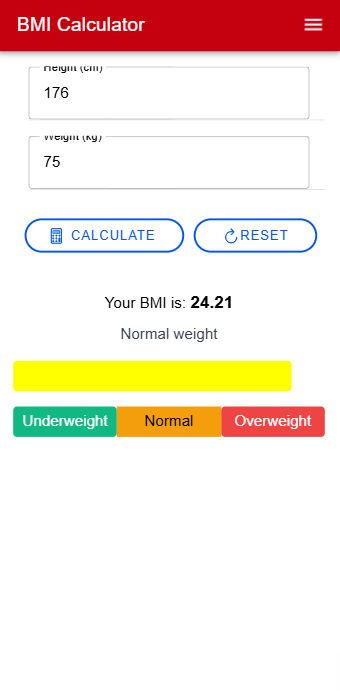 BMI Calculator
Height (cm)
176
Weight (kg)
75
CALCULATE RESET
Your BMI is: 24.21
Normal weight
Underweight Normal Overweight